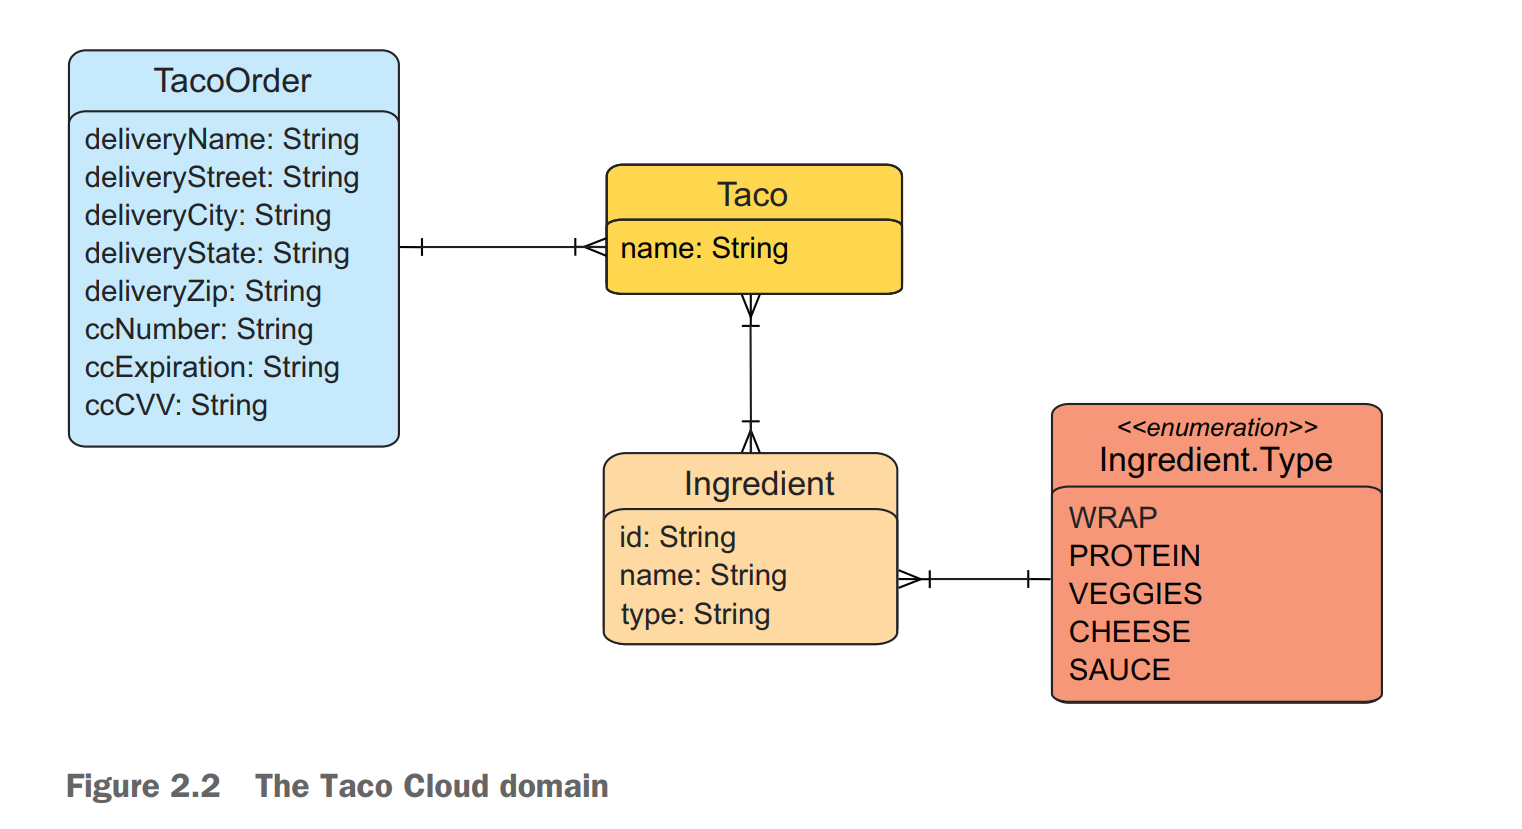 TacoOrder
deliveryName: String
deliveryStreet: String
deliveryCity: String
deliveryState: String
deliveryZip: String
ccNumber: String
ccExpiration: String
ccCVV: String
Taco
name: String
Ingredient
id: String
name: String
type: String
<<enumeration>>
Ingredient.Type
WRAP
PROTEIN
VEGGIES
CHEESE
SAUCE
Figure 2.2 The Taco Cloud domain